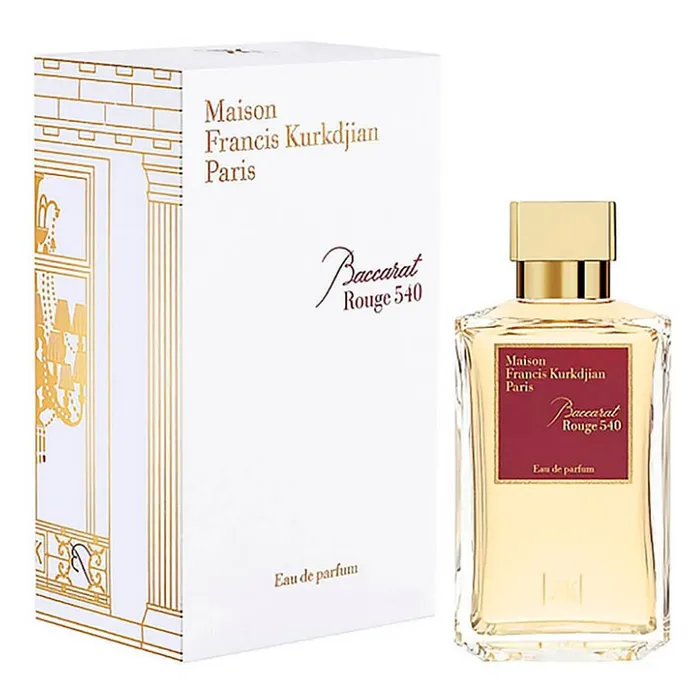 Maison
Francis Kurkdjian
Paris
Baccarat
Rouge 540
Eau de parfum
Maison
Francis Kurkdjian
Paris
Baccarat
Rouge 540
Eau de parfum